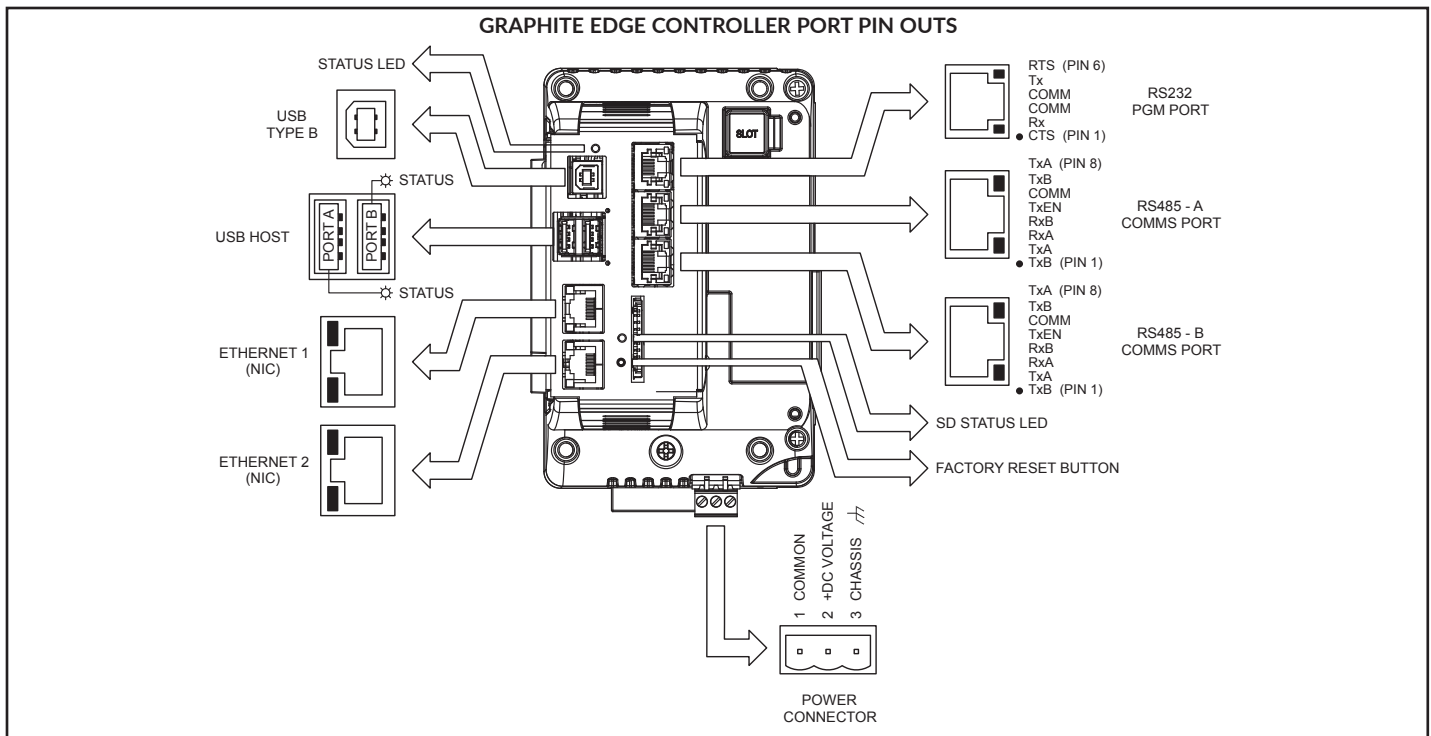 GRAPHITE EDGE CONTROLLER PORT PIN OUTS
STATUS LED
USB
TYPE B
STATUS
PORT A
PORT B
USB HOST
STATUS
ETHERNET 1
(NIC)
ETHERNET 2
(NIC)
SLOT
RTS (PIN 6)
Tx
COMM
COMM
Rx
CTS (PIN 1)
RS232
PGM PORT
TxA (PIN 8)
TxB
COMM
TxEN
RxB
RxA
TxA
TxB (PIN 1)
RS485 - A
COMMS PORT
TxA (PIN 8)
TxB
COMM
TxEN
RxB
RxA
TxA
TxB (PIN 1)
RS485 - B
COMMS PORT
SD STATUS LED
FACTORY RESET BUTTON
1 COMMON
2 +DC VOLTAGE
3 CHASSIS
POWER
CONNECTOR